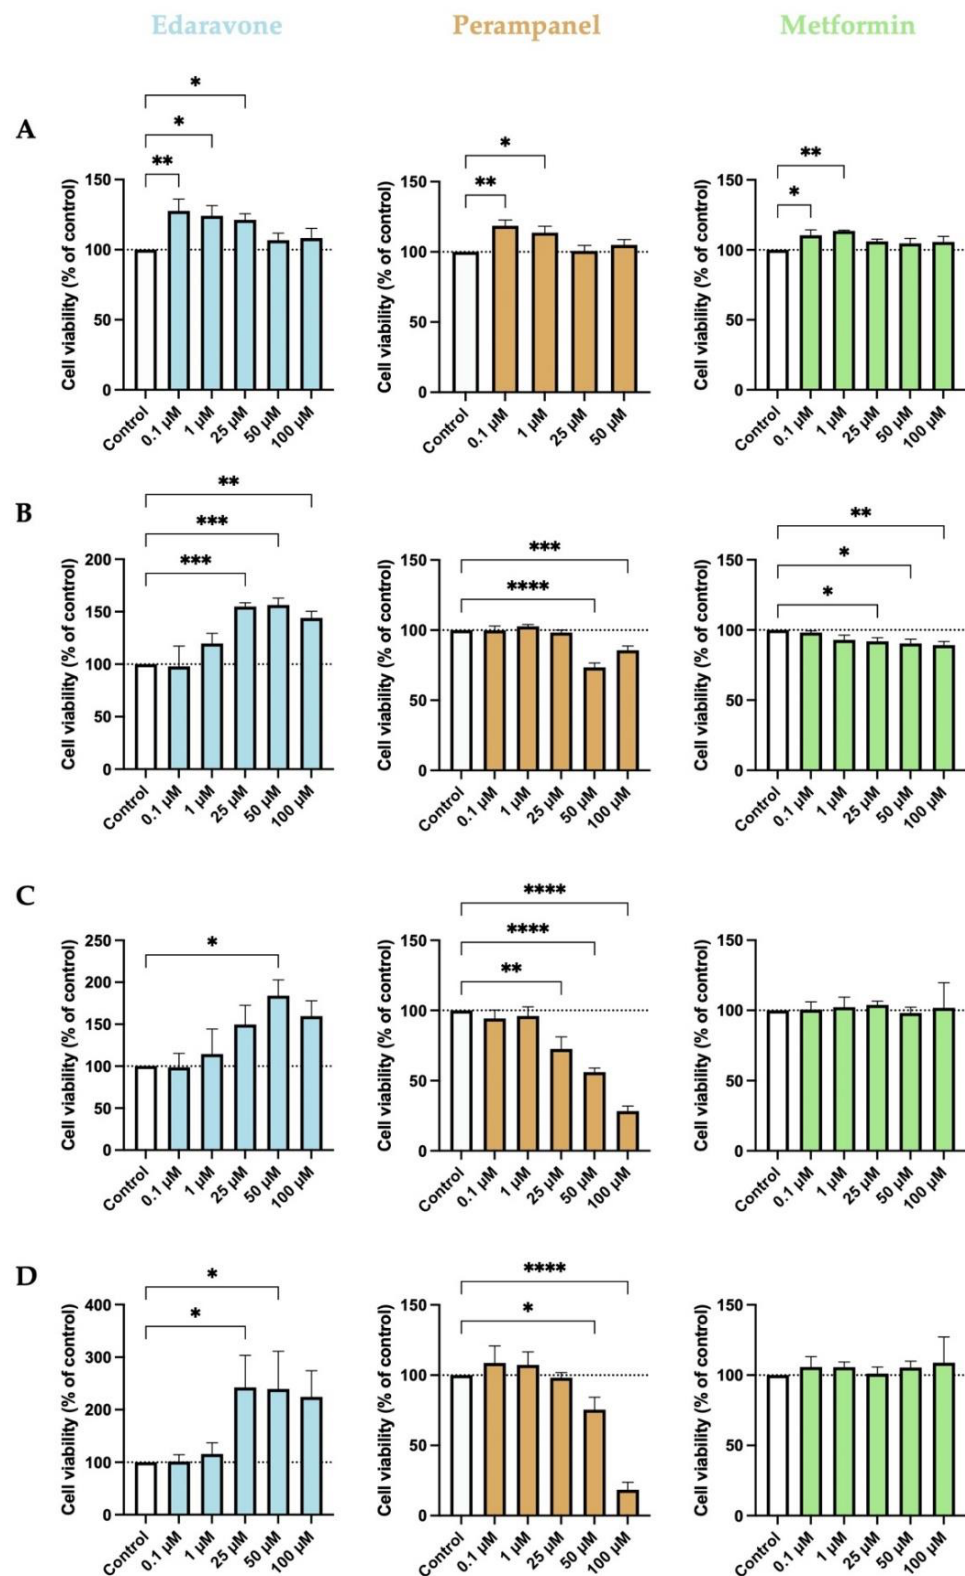 Edaravone
Perampanel
Metformin
A
Cell viability (% of control)
150
100
50
0
*
*
**
Control
0.1 µM
1 µM
25 µM
50 µM
100 µM
Cell viability (% of control)
150
100
50
0
*
**
Control
0.1 µM
1 µM
25 µM
50 µM
Cell viability (% of control)
150
100
50
0
**
*
Control
0.1 µM
1 µM
25 µM
50 µM
100 µM
B
Cell viability (% of control)
200
150
100
50
0
**
***
***
Control
0.1 µM
1 µM
25 µM
50 µM
100 µM
Cell viability (% of control)
150
100
50
0
***
****
Control
0.1 µM
1 µM
25 µM
50 µM
100 µM
Cell viability (% of control)
150
100
50
0
**
*
*
Control
0.1 µM
1 µM
25 µM
50 µM
100 µM
C
Cell viability (% of control)
250
200
150
100
50
0
*
Control
0.1 µM
1 µM
25 µM
50 µM
100 µM
Cell viability (% of control)
150
100
50
0
****
****
**
Control
0.1 µM
1 µM
25 µM
50 µM
100 µM
Cell viability (% of control)
150
100
50
0
Control
0.1 µM
1 µM
25 µM
50 µM
100 µM
D
Cell viability (% of control)
400
300
200
100
0
*
*
Control
0.1 µM
1 µM
25 µM
50 µM
100 µM
Cell viability (% of control)
150
100
50
0
****
*
Control
0.1 µM
1 µM
25 µM
50 µM
100 µM
Cell viability (% of control)
150
100
50
0
Control
0.1 µM
1 µM
25 µM
50 µM
100 µM